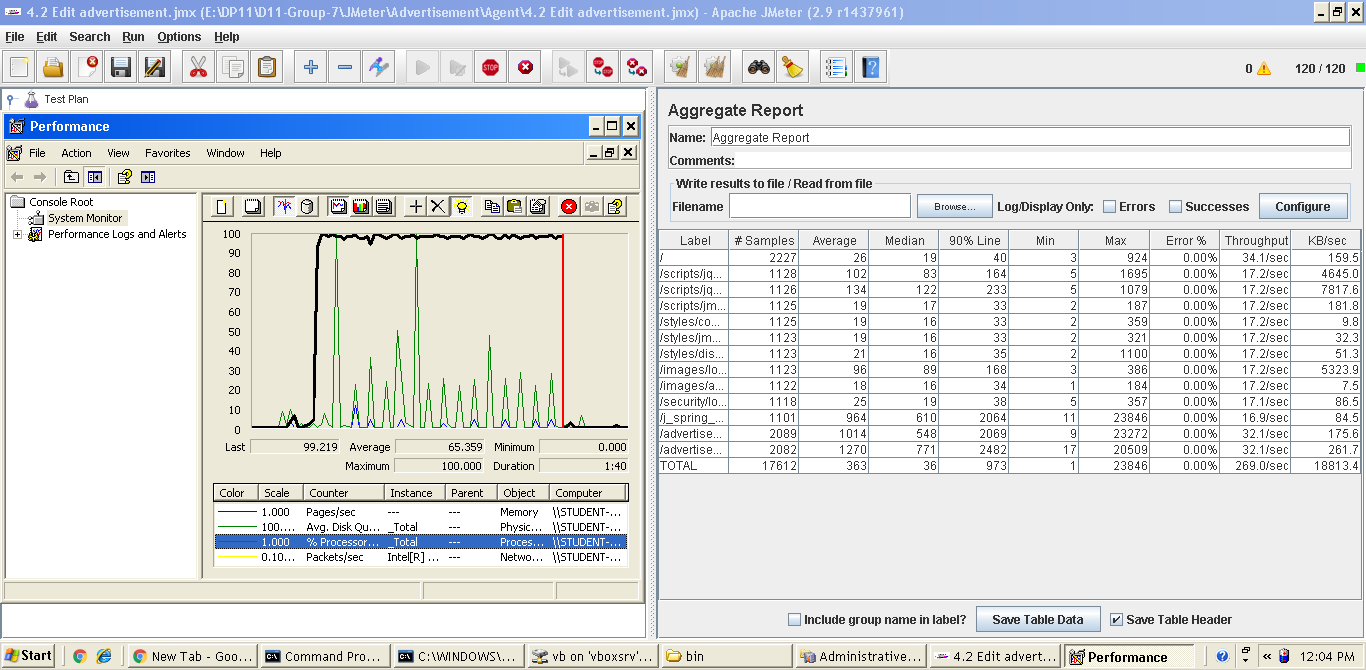 4.2 Edit advertisement.jmx (E:\DP11\D11-Group-7\JMeter\Advertisement\Agent\4.2 Edit advertisement.jmx) - Apache JMeter (2.9 r1437961)
File Edit Search Run Options Help
STOP STOP STOP 0 120 / 120
Test Plan
Performance
File Action View Favorites Window Help
Console Root
System Monitor
Performance Logs and Alerts
100
90
80
70
60
50
40
30
20
10
0
Last 99.219 Average 65.359 Minimum 0.000
Maximum 100.000 Duration 1:40
Color Scale Counter Instance Parent Object Computer
1.000 Pages/sec --- --- Memory \\STUDENT-...
100.... Avg. Disk Qu... _Total --- Physic... \\STUDENT-...
1.000 % Processor... _Total --- Proces... \\STUDENT-...
0.10... Packets/sec Intel[R] ... --- Netwo... \\STUDENT-...
Aggregate Report
Name: Aggregate Report
Comments:
Write results to file / Read from file
Filename Browse... Log/Display Only: Errors Successes Configure
Label # Samples Average Median 90% Line Min Max Error % Throughput KB/sec
/ 2227 26 19 40 3 924 0.00% 34.1/sec 159.5
/scripts/jq... 1128 102 83 164 5 1695 0.00% 17.2/sec 4645.0
/scripts/jq... 1126 134 122 233 5 1079 0.00% 17.2/sec 7817.6
/scripts/jm... 1125 19 17 33 2 187 0.00% 17.2/sec 181.8
/styles/co... 1125 19 16 33 2 359 0.00% 17.2/sec 9.8
/styles/jm... 1123 19 16 33 2 321 0.00% 17.2/sec 32.3
/styles/dis... 1123 21 16 35 2 1100 0.00% 17.2/sec 51.3
/images/lo... 1123 96 89 168 3 386 0.00% 17.2/sec 5323.9
/images/a... 1122 18 16 34 1 184 0.00% 17.2/sec 7.5
/security/lo... 1118 25 19 38 5 357 0.00% 17.1/sec 86.5
/j_spring_... 1101 964 610 2064 11 23846 0.00% 16.9/sec 84.5
/advertise... 2089 1014 548 2069 9 23272 0.00% 32.1/sec 175.6
/advertise... 2082 1270 771 2482 17 20509 0.00% 32.1/sec 261.7
TOTAL 17612 363 36 973 1 23846 0.00% 269.0/sec 18813.4
Include group name in label? Save Table Data Save Table Header
Start New Tab - Goo... Command Pro... C:\WINDOWS\... vb on 'vboxsrv'... bin Administrative... 4.2 Edit advert... Performance 12:04 PM